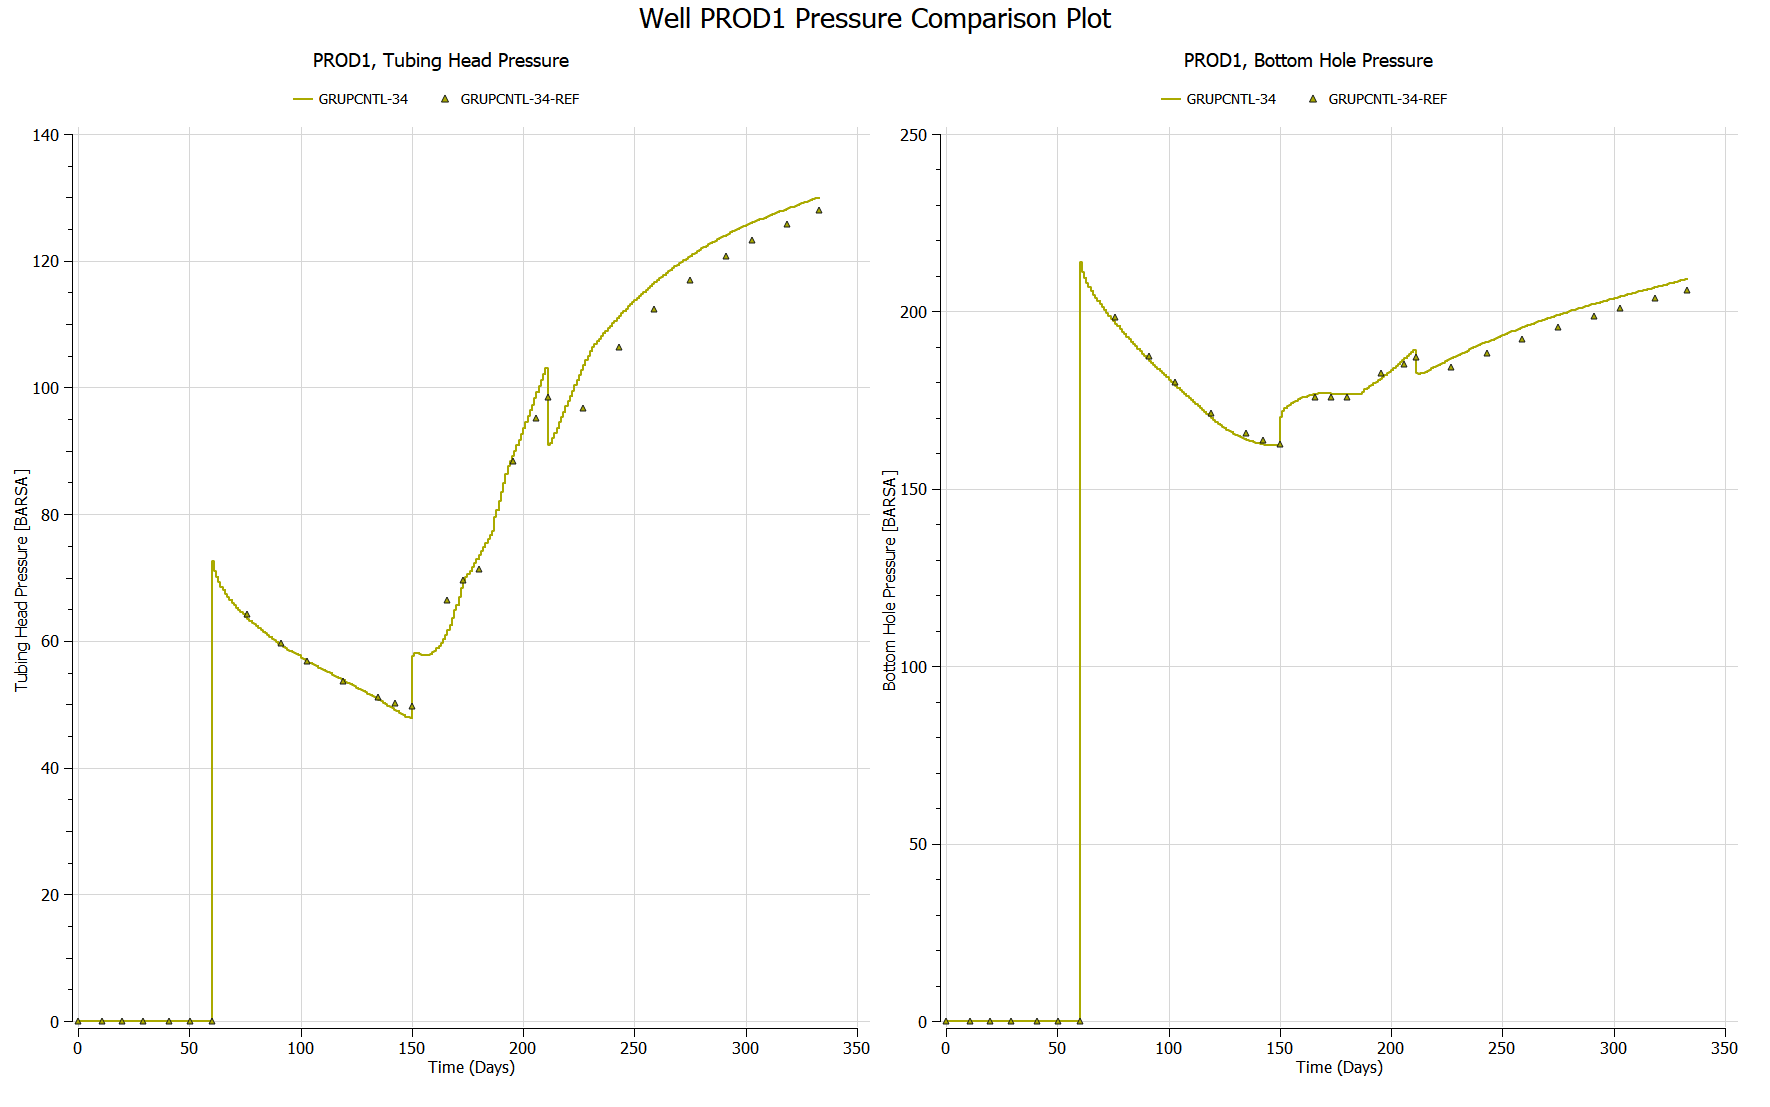 Well PROD1 Pressure Comparison Plot
PROD1, Tubing Head Pressure
GRUPCNTL-34 GRUPCNTL-34-REF
140
120
100
80
60
40
20
0
Tubing Head Pressure [BARSA]
0 50 100 150 200 250 300 350
Time (Days)
PROD1, Bottom Hole Pressure
GRUPCNTL-34 GRUPCNTL-34-REF
250
200
150
100
50
0
Bottom Hole Pressure [BARSA]
0 50 100 150 200 250 300 350
Time (Days)